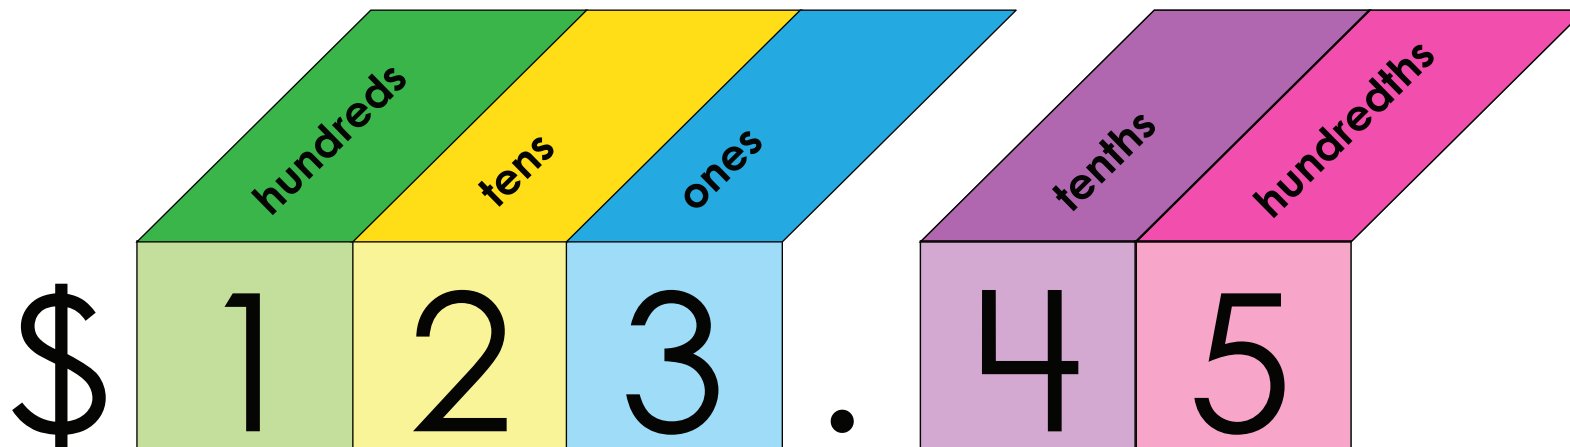 hundreds tens ones tenths hundredths
$ 1 2 3 . 4 5